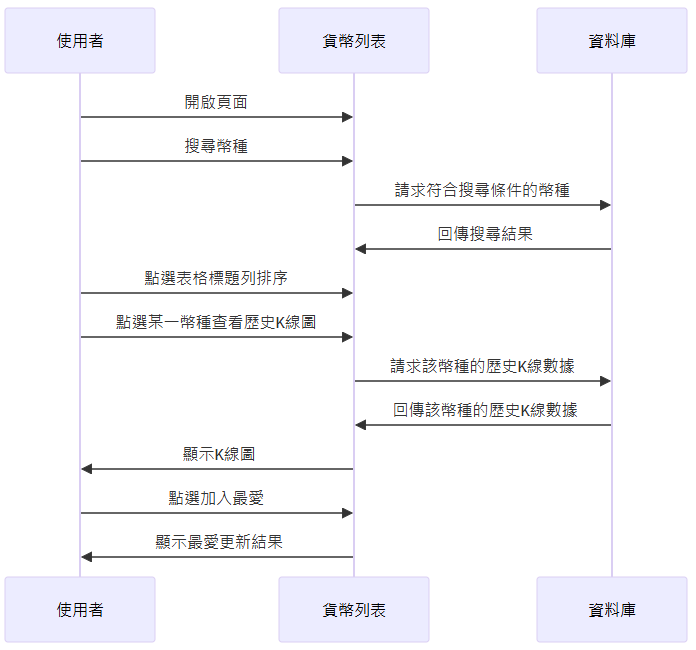 使用者
貨幣列表
資料庫
開啟頁面
搜尋幣種
請求符合搜尋條件的幣種
回傳搜尋結果
點選表格標題列排序
點選某一幣種查看歷史K線圖
請求該幣種的歷史K線數據
回傳該幣種的歷史K線數據
顯示K線圖
點選加入最愛
顯示最愛更新結果
使用者
貨幣列表
資料庫